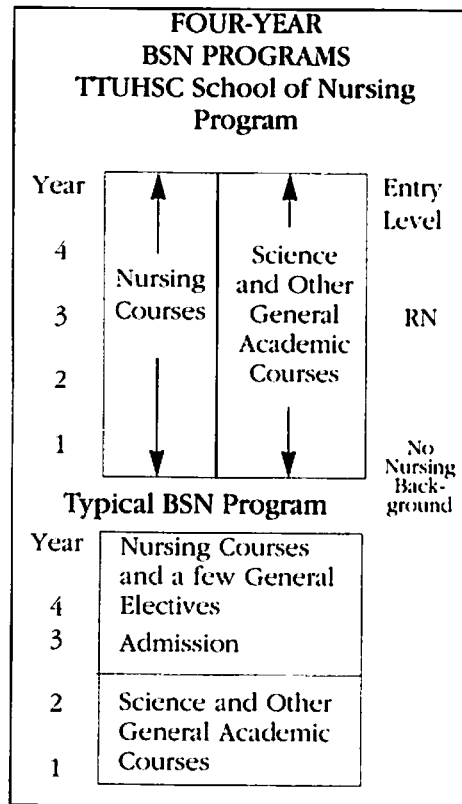 FOUR-YEAR
BSN PROGRAMS
TTUHSC School of Nursing
Program
Year
Entry
Level
4
3
2
1
Nursing
Courses
Science
and Other
General
Academic
Courses
RN
No
Nursing
Back-
ground
Typical BSN Program
Year
4
3
2
1
Nursing Courses
and a few General
Electives
Admission
Science and Other
General Academic
Courses